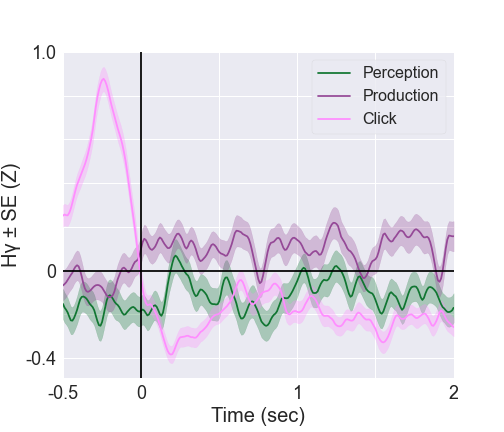 1.0
0
-0.4
Hγ ± SE (Z)
Perception
Production
Click
-0.5 0 1 2
Time (sec)